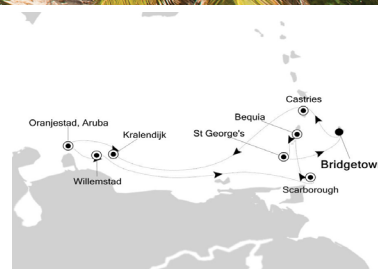 Castries
Bequia
Oranjestad, Aruba
St George's
Kralendijk
Bridgetow
Willemstad
Scarborough